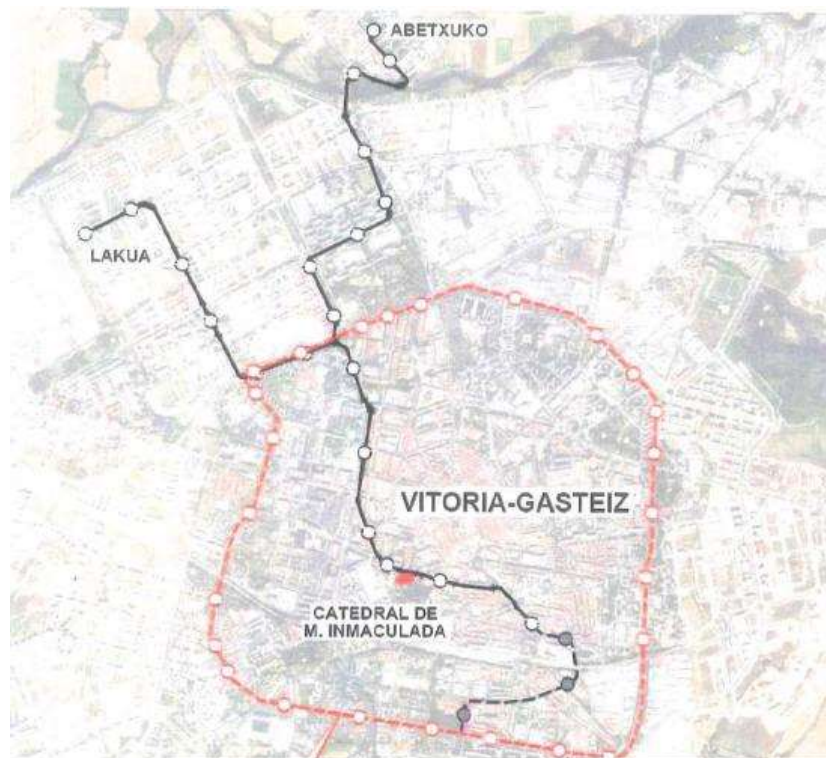 ABETXUKO
LAKUA
VITORIA-GASTEIZ
CATEDRAL DE
M. INMACULADA